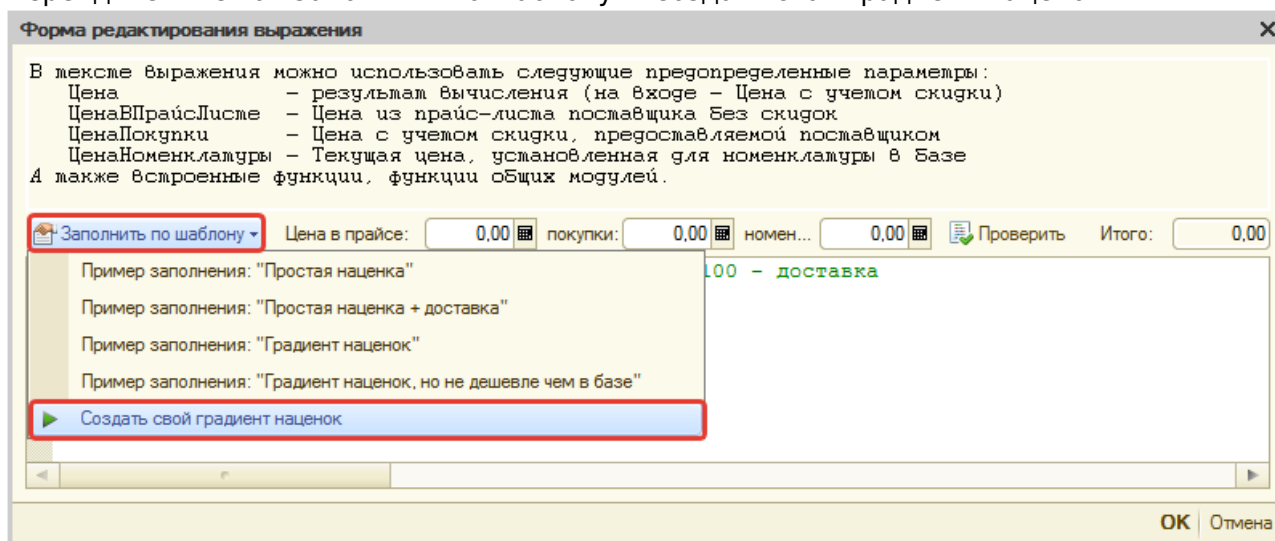 Форма редактирования выражения
В тексте выражения можно использовать следующие предопределенные параметры:
Цена – результат вычисления (на входе – Цена с учетом скидки)
ЦенаВПрайсЛисте – Цена из прайс–листа поставщика без скидок
ЦенаПокупки – Цена с учетом скидки, предоставляемой поставщиком
ЦенаНоменклатуры – Текущая цена, установленная для номенклатуры в базе
А также встроенные функции, функции общих модулей.
Заполнить по шаблону Цена в прайсе: 0,00 покупки: 0,00 номен... 0,00 Проверить Итого: 0,00
Пример заполнения: "Простая наценка"
100 – доставка
Пример заполнения: "Простая наценка + доставка"
Пример заполнения: "Градиент наценок"
Пример заполнения: "Градиент наценок, но не дешевле чем в базе"
Создать свой градиент наценок
OK Отмена